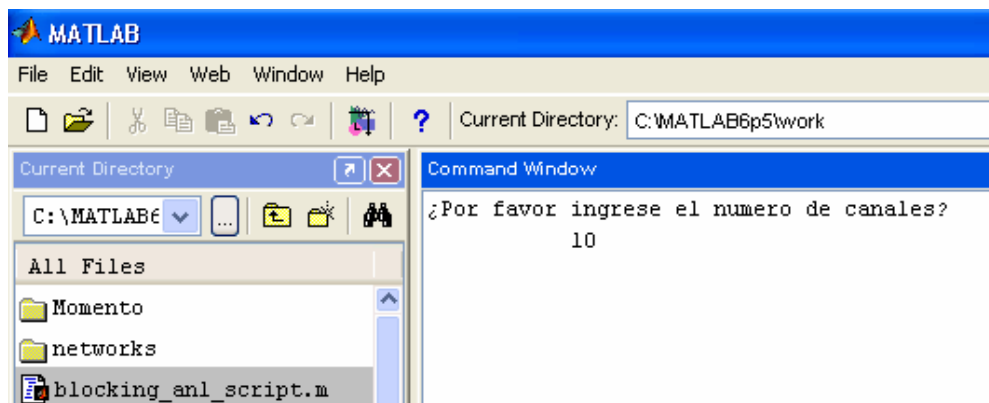 MATLAB
File Edit View Web Window Help
? Current Directory: C:\MATLAB6p5\work
Current Directory
C:\MATLAB6 ...
All Files
Momento
networks
blocking_anl_script.m
Command Window
¿Por favor ingrese el numero de canales?
10